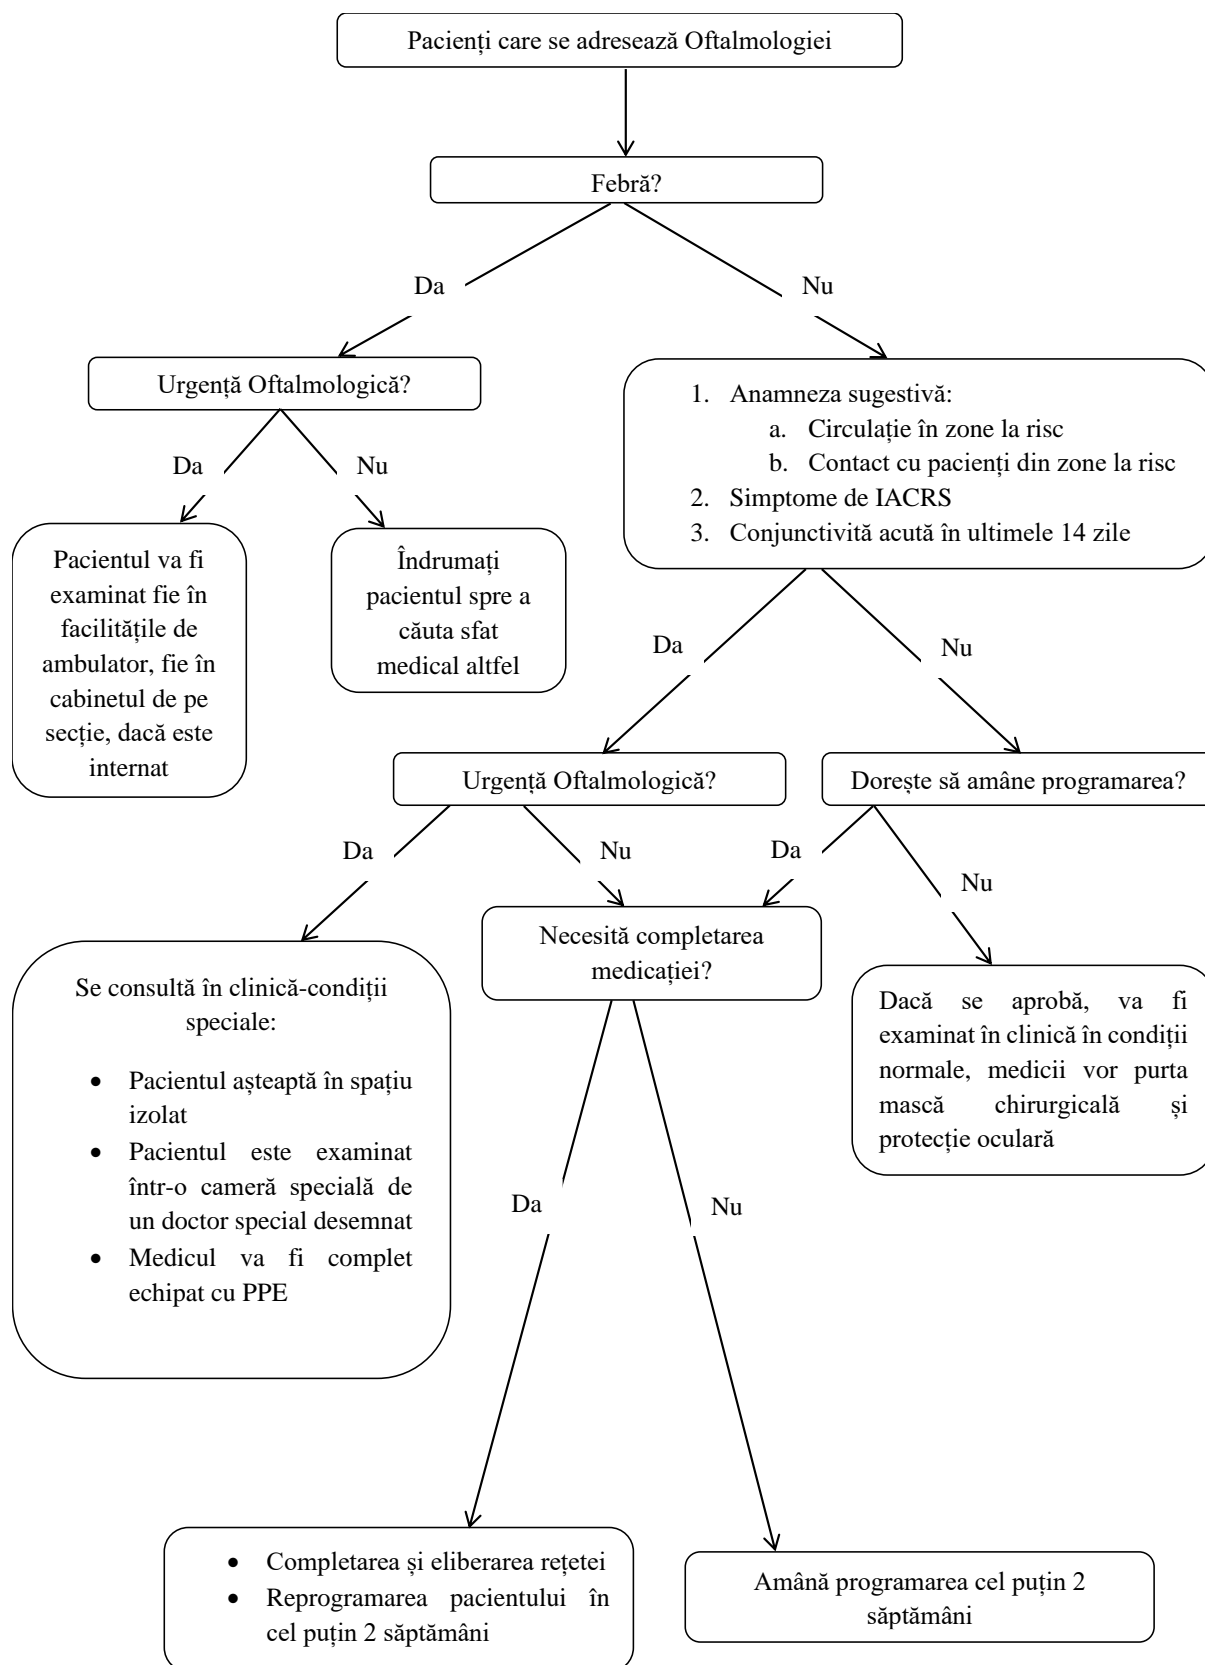 Pacienți care se adresează Oftalmologiei
Febră?
Da
Nu
Urgență Oftalmologică?
1. Anamneza sugestivă:
a. Circulație în zone la risc
b. Contact cu pacienți din zone la risc
2. Simptome de IACRS
3. Conjunctivită acută în ultimele 14 zile
Da
Nu
Pacientul va fi
examinat fie în
facilitățile de
ambulator, fie în
cabinetul de pe
secție, dacă este
internat
Îndrumați
pacientul spre a
căuta sfat
medical altfel
Da
Nu
Urgență Oftalmologică?
Dorește să amâne programarea?
Da
Nu
Da
Nu
Necesită completarea
medicației?
Se consultă în clinică-condiții
speciale:
• Pacientul așteaptă în spațiu
izolat
• Pacientul este examinat
într-o cameră specială de
un doctor special desemnat
• Medicul va fi complet
echipat cu PPE
Dacă se aprobă, va fi
examinat în clinică în condiții
normale, medicii vor purta
mască chirurgicală și
protecție oculară
Da
Nu
• Completarea și eliberarea rețetei
• Reprogramarea pacientului în
cel puțin 2 săptămâni
Amână programarea cel puțin 2
săptămâni